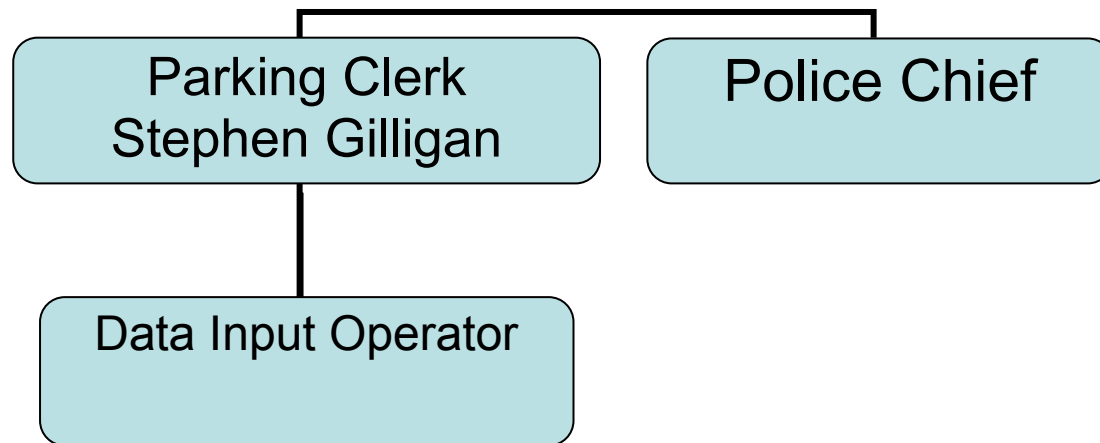 Parking Clerk
Stephen Gilligan
Police Chief
Data Input Operator